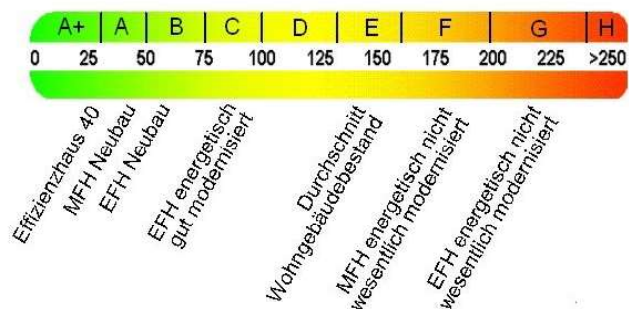 A+ A B C D E F G H
0 25 50 75 100 125 150 175 200 225 >250
Effizienzhaus 40
MFH Neubau
EFH Neubau
EFH energetisch
gut modernisiert
Durchschnitt
Wohngebäudebestand
MFH energetisch nicht
wesentlich modernisiert
EFH energetisch nicht
wesentlich modernisiert